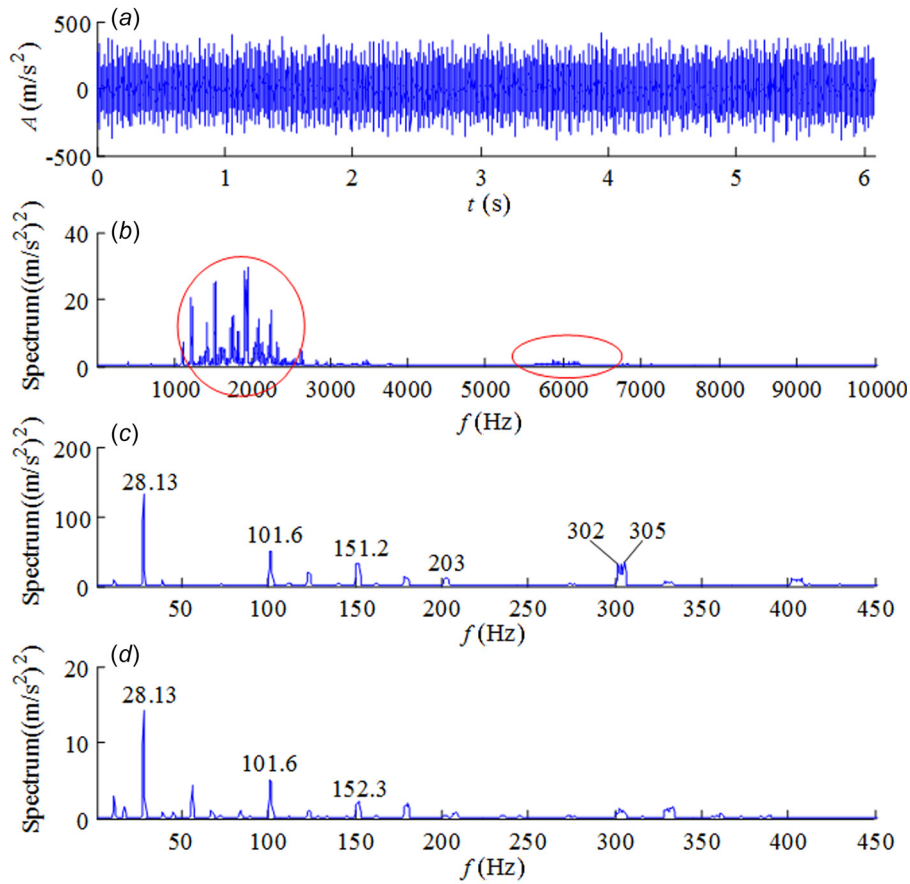 (a)
500
0
-500
A (m/s²)
0 1 2 3 4 5 6
t (s)
(b)
40
20
0
Spectrum((m/s²)²)
1000 2000 3000 4000 5000 6000 7000 8000 9000 10000
f (Hz)
(c)
200
100
0
Spectrum((m/s²)²)
28.13
101.6
151.2
203
302
305
50 100 150 200 250 300 350 400 450
f (Hz)
(d)
20
10
0
Spectrum((m/s²)²)
28.13
101.6
152.3
50 100 150 200 250 300 350 400 450
f (Hz)